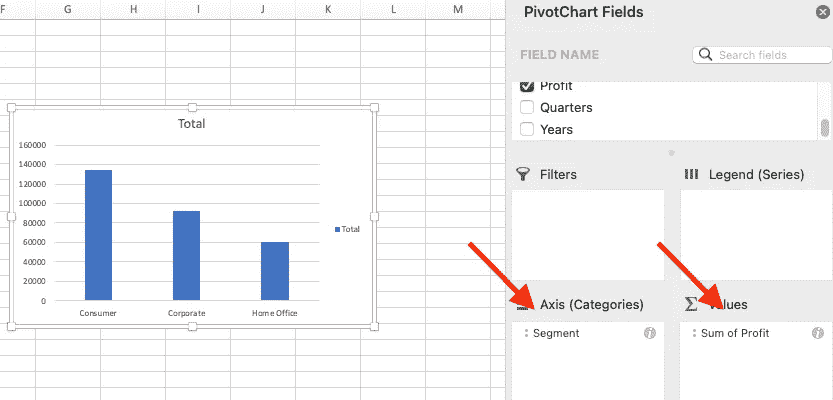 F G H I J K L M
Total
160000
140000
120000
100000
80000
60000
40000
20000
0
Consumer Corporate Home Office
Total
PivotChart Fields
FIELD NAME
Search fields
Profit
Quarters
Years
Filters
Legend (Series)
Axis (Categories)
Segment
Values
Sum of Profit